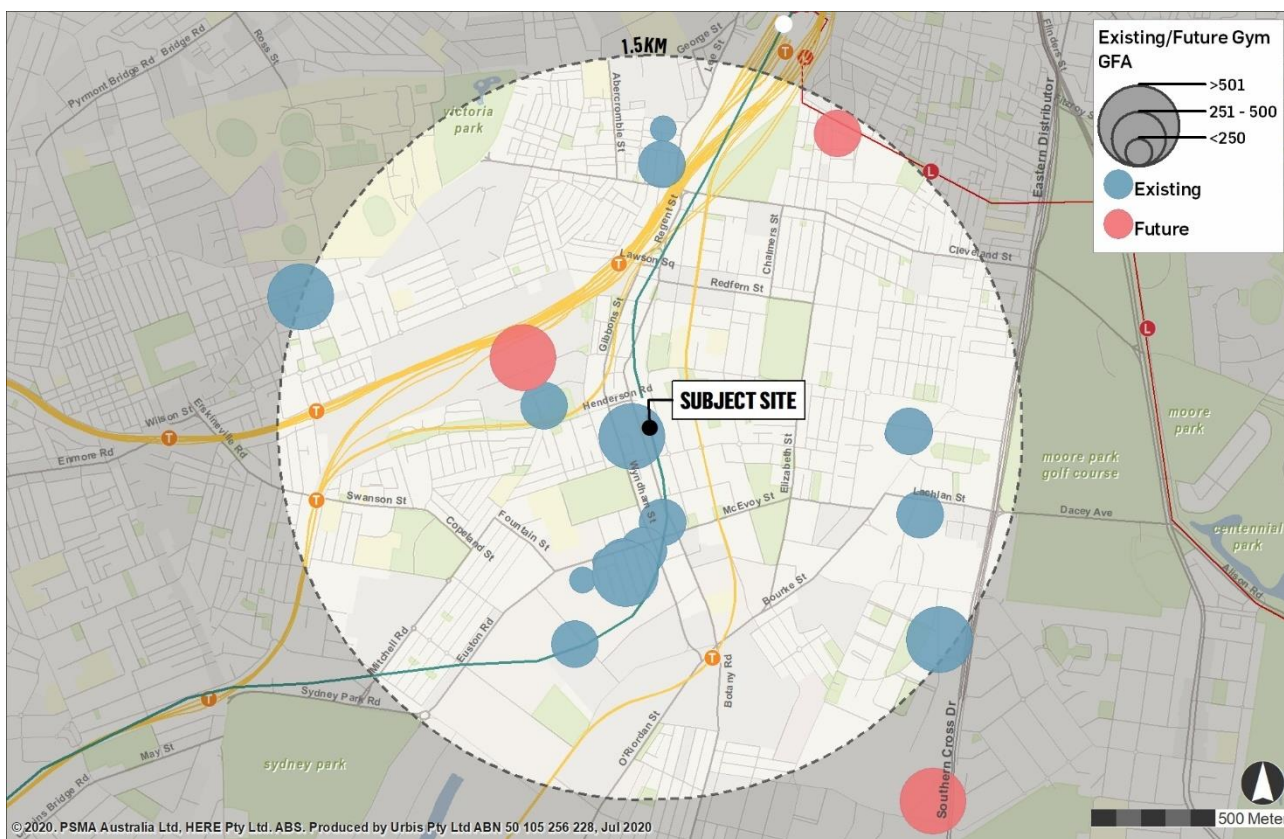 1.5KM
George St
Lee St
Pyrmont Bridge Rd
Ross St
Abercrombie St
victoria
park
Flinders St
Fitzroy St
Eastern Distributor
Existing/Future Gym
GFA
>501
251 - 500
<250
Existing
Future
T
L
Regent St
Lawson Sq
T
Chalmers St
Cleveland St
Redfern St
Gibbons St
L
Henderson Rd
SUBJECT SITE
Wilson St
Erskineville Rd
T
T
Enmore Rd
moore
park
moore park
golf course
Elizabeth St
Wyndham St
McEvoy St
Lachlan St
Dacey Ave
T
Swanson St
Copeland St
Fountain St
centennial
park
Alison Rd
Bourke St
Mitchell Rd
Euston Rd
T
Botany Rd
T
Sydney Park Rd
May St
O'Riordan St
Southern Cross Dr
sydney park
Bridge Rd
500 Mete
© 2020. PSMA Australia Ltd, HERE Pty Ltd. ABS. Produced by Urbis Pty Ltd ABN 50 105 256 228, Jul 2020